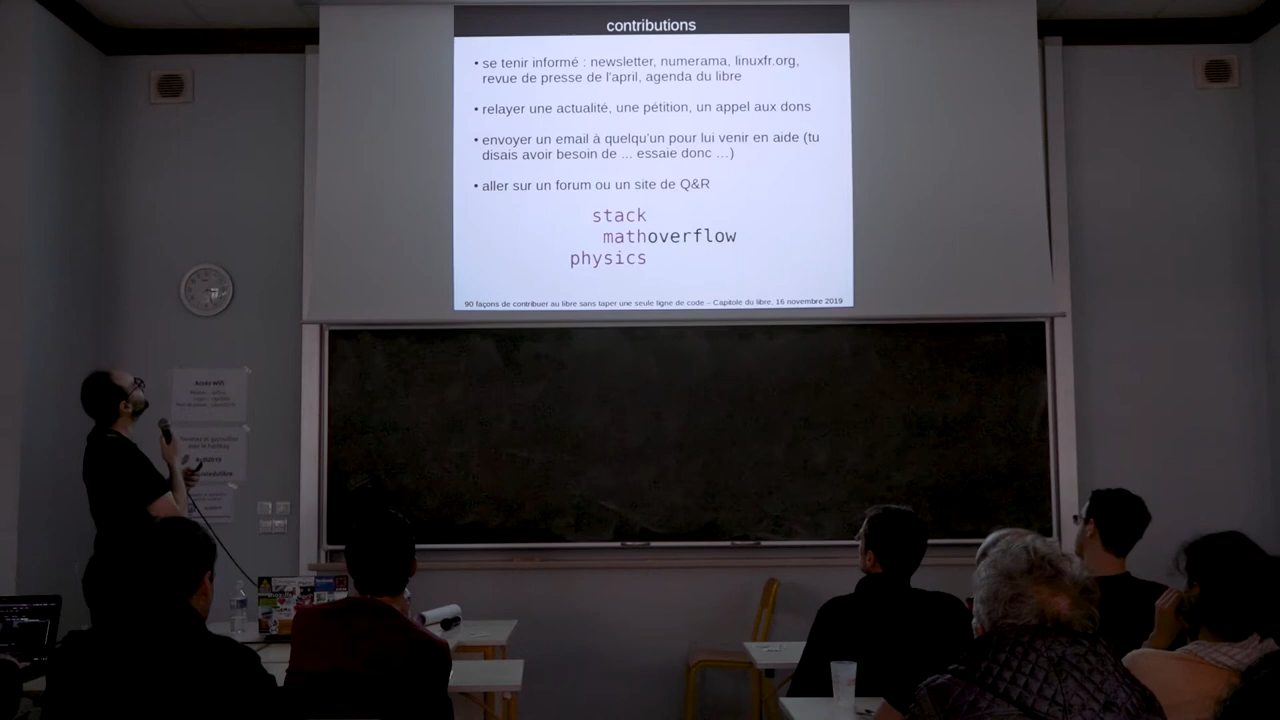 contributions
• se tenir informé : newsletter, numerama, linuxfr.org,
revue de presse de l'april, agenda du libre
• relayer une actualité, une pétition, un appel aux dons
• envoyer un email à quelqu'un pour lui venir en aide (tu
disais avoir besoin de ... essaie donc ...)
• aller sur un forum ou un site de Q&R
stack
mathoverflow
physics
90 façons de contribuer au libre sans taper une seule ligne de code – Capitole du libre, 16 novembre 2019
Accès Wifi